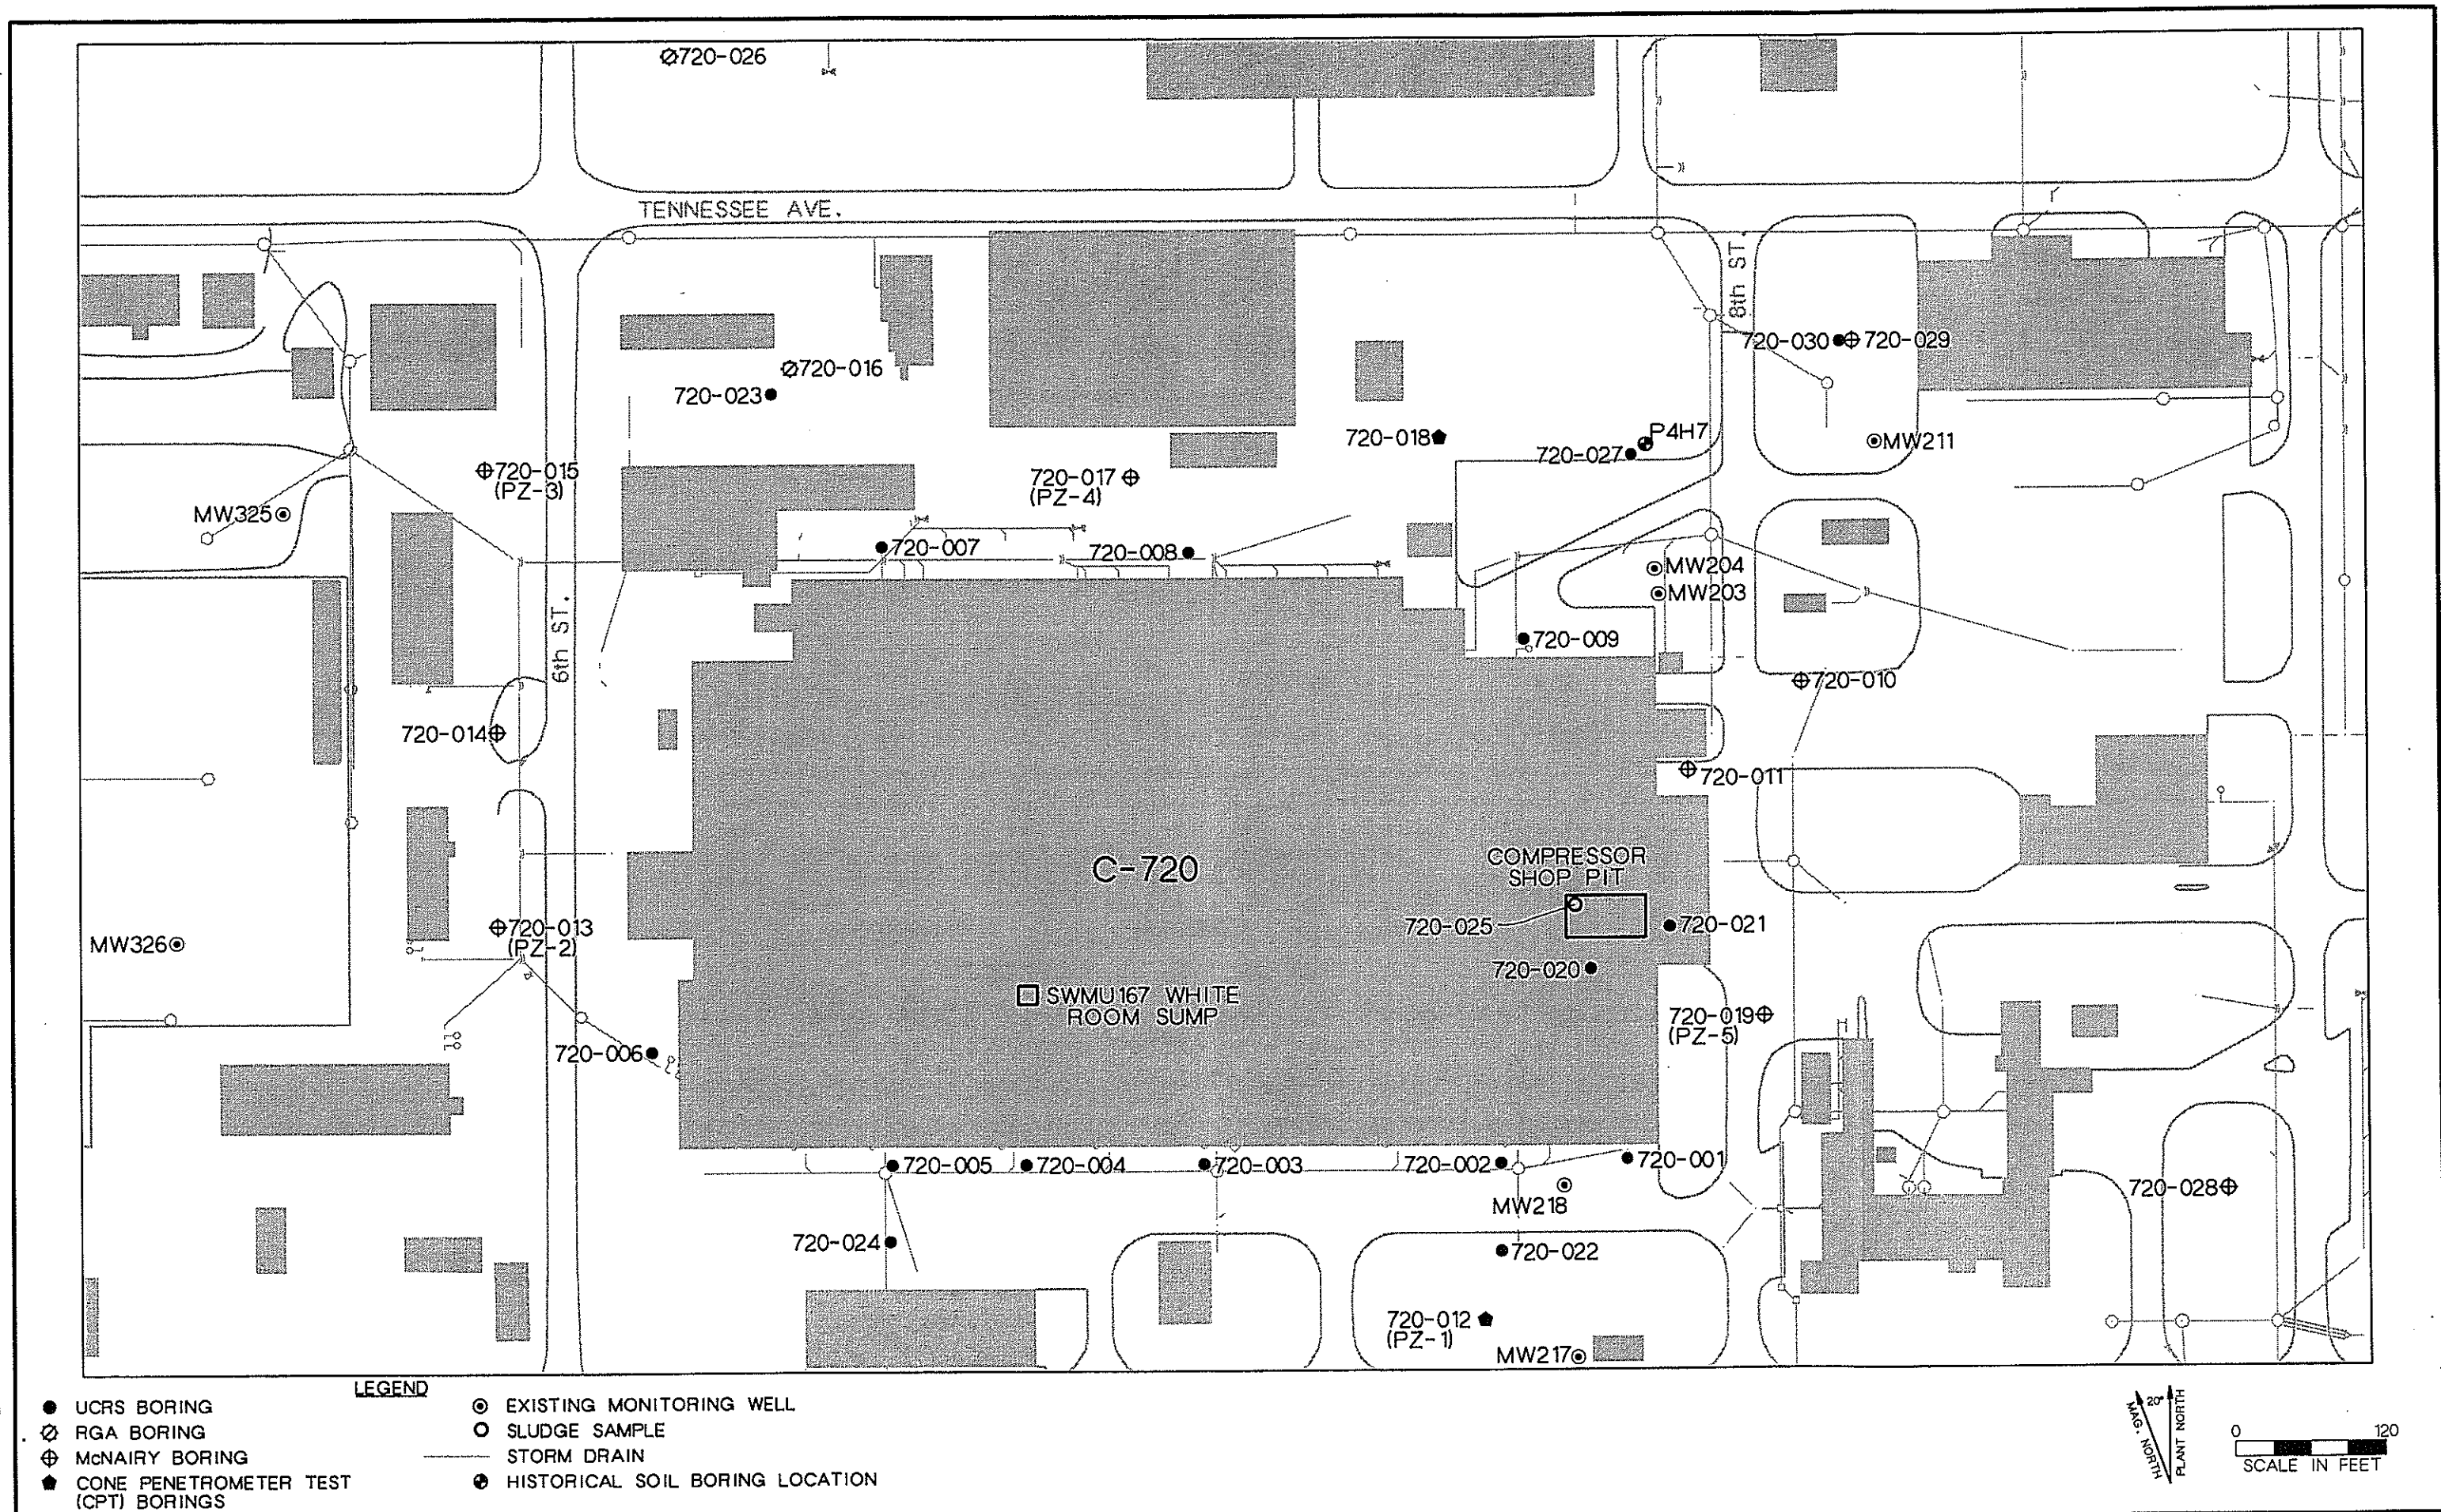 720-026
TENNESSEE AVE.
8th ST.
720-030
720-029
720-016
720-023
720-018
P4H7
720-027
MW211
720-015
(PZ-3)
720-017
(PZ-4)
MW325
720-007
720-008
MW204
MW203
6th ST.
720-009
720-010
720-014
720-011
C-720
COMPRESSOR
SHOP PIT
720-025
720-021
720-013
(PZ-2)
MW326
720-020
SWMU167 WHITE
ROOM SUMP
720-019
(PZ-5)
720-006
720-005
720-004
720-003
720-002
720-001
MW218
720-028
720-024
720-022
720-012
(PZ-1)
MW217
LEGEND
UCRS BORING
RGA BORING
McNAIRY BORING
CONE PENETROMETER TEST
(CPT) BORINGS
EXISTING MONITORING WELL
SLUDGE SAMPLE
STORM DRAIN
HISTORICAL SOIL BORING LOCATION
MAG. NORTH
20°
PLANT NORTH
0 120
SCALE IN FEET